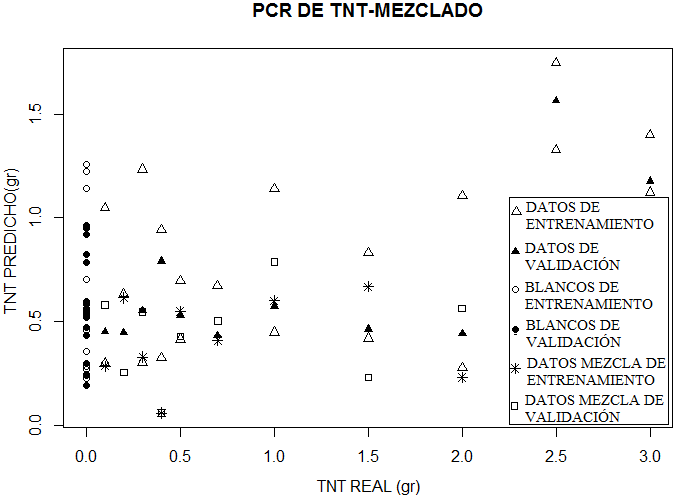 PCR DE TNT-MEZCLADO
TNT PREDICHO(gr)
1.5
1.0
0.5
0.0
DATOS DE
ENTRENAMIENTO
DATOS DE
VALIDACIÓN
BLANCOS DE
ENTRENAMIENTO
BLANCOS DE
VALIDACIÓN
DATOS MEZCLA DE
ENTRENAMIENTO
DATOS MEZCLA DE
VALIDACIÓN
0.0 0.5 1.0 1.5 2.0 2.5 3.0
TNT REAL (gr)